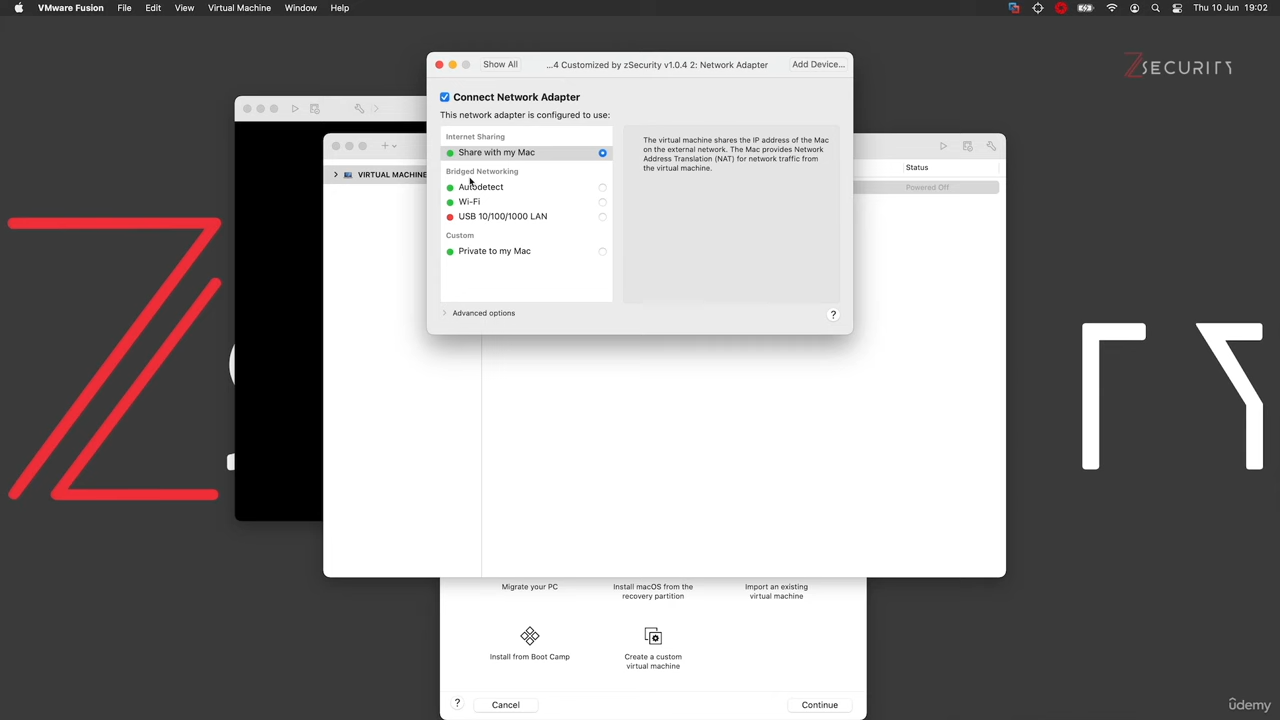 VMware Fusion File Edit View Virtual Machine Window Help Thu 10 Jun 19:02
ZSECURITY
Show All ...4 Customized by zSecurity v1.0.4 2: Network Adapter Add Device...
Connect Network Adapter
This network adapter is configured to use:
Internet Sharing
Share with my Mac
Bridged Networking
Autodetect
Wi-Fi
USB 10/100/1000 LAN
Custom
Private to my Mac
The virtual machine shares the IP address of the Mac
on the external network. The Mac provides Network
Address Translation (NAT) for network traffic from
the virtual machine.
Advanced options
?
VIRTUAL MACHINE
Status
Powered Off
Migrate your PC
Install macOS from the
recovery partition
Import an existing
virtual machine
Install from Boot Camp
Create a custom
virtual machine
? Cancel Continue
ûdemy